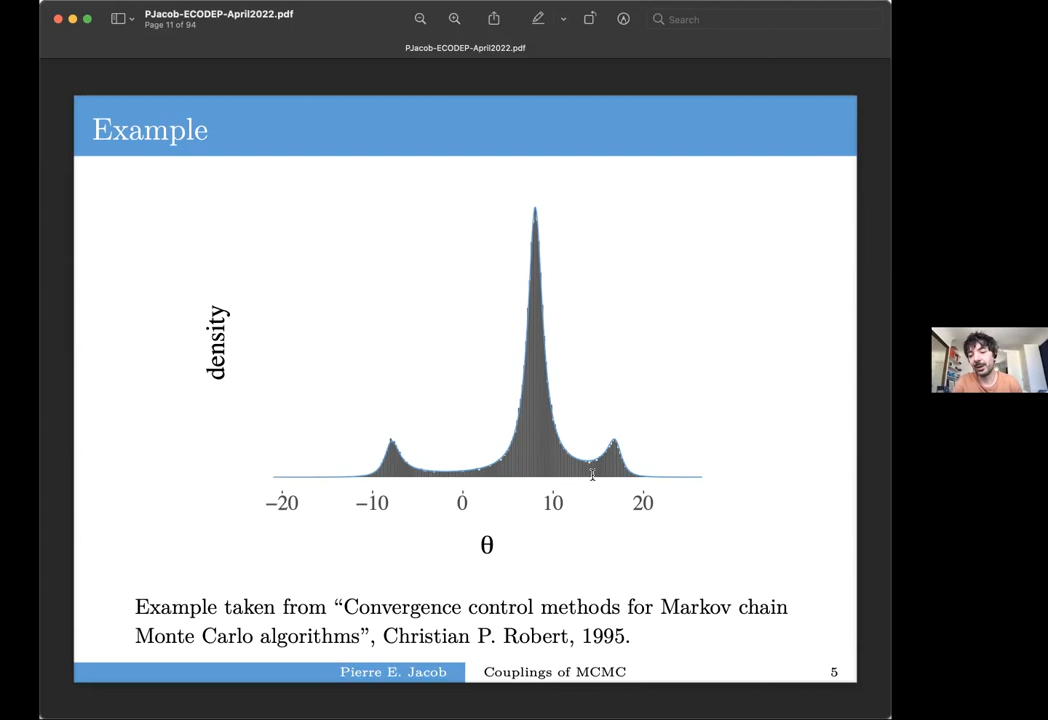 PJacob-ECODEP-April2022.pdf
Page 11 of 94
Search
PJacob-ECODEP-April2022.pdf
Example
density
−20 −10 0 10 20
θ
Example taken from “Convergence control methods for Markov chain
Monte Carlo algorithms”, Christian P. Robert, 1995.
Pierre E. Jacob Couplings of MCMC 5